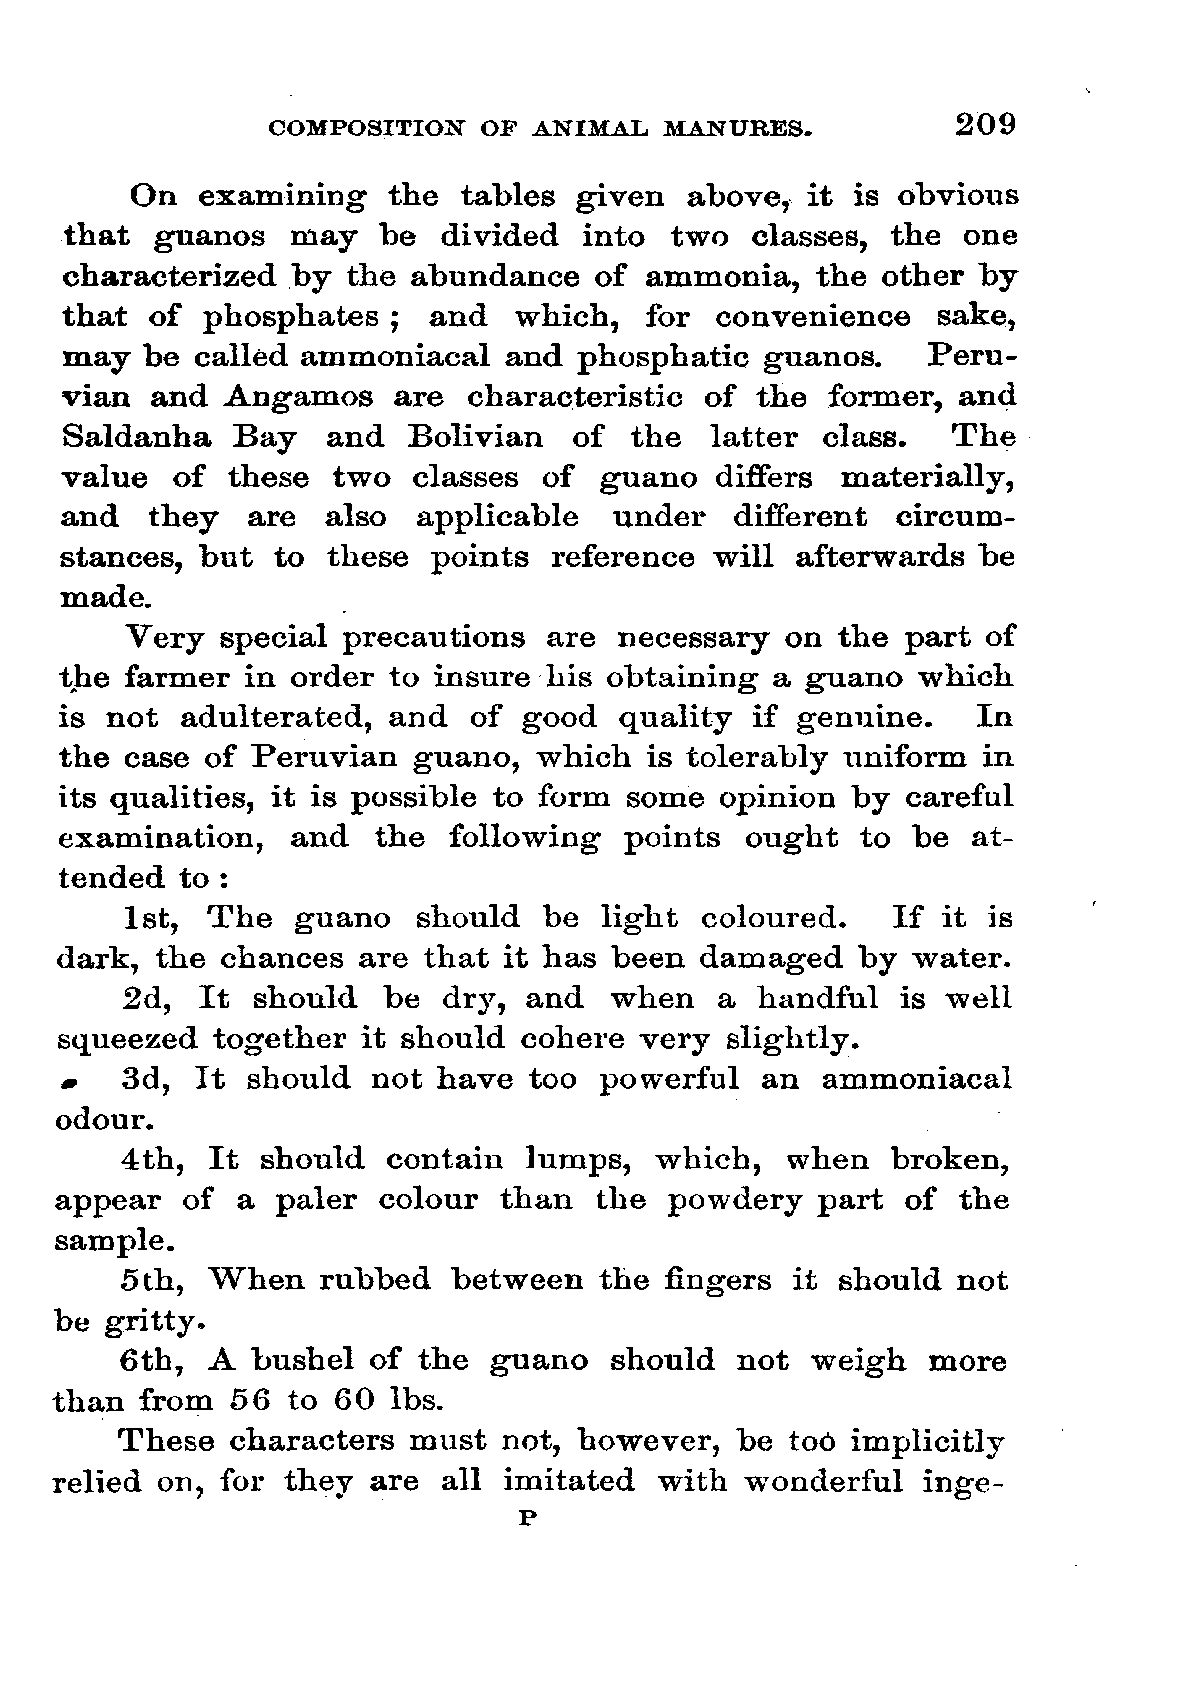 COMPOSITION OF ANIMAL MANURES. 209
On examining the tables given above, it is obvious
that guanos may be divided into two classes, the one
characterized by the abundance of ammonia, the other by
that of phosphates ; and which, for convenience sake,
may be called ammoniacal and phosphatic guanos. Peru-
vian and Angamos are characteristic of the former, and
Saldanha Bay and Bolivian of the latter class. The
value of these two classes of guano differs materially,
and they are also applicable under different circum-
stances, but to these points reference will afterwards be
made.
Very special precautions are necessary on the part of
the farmer in order to insure his obtaining a guano which
is not adulterated, and of good quality if genuine. In
the case of Peruvian guano, which is tolerably uniform in
its qualities, it is possible to form some opinion by careful
examination, and the following points ought to be at-
tended to :
1st, The guano should be light coloured. If it is
dark, the chances are that it has been damaged by water.
2d, It should be dry, and when a handful is well
squeezed together it should cohere very slightly.
3d, It should not have too powerful an ammoniacal
odour.
4th, It should contain lumps, which, when broken,
appear of a paler colour than the powdery part of the
sample.
5th, When rubbed between the fingers it should not
be gritty.
6th, A bushel of the guano should not weigh more
than from 56 to 60 lbs.
These characters must not, however, be too implicitly
relied on, for they are all imitated with wonderful inge-
P